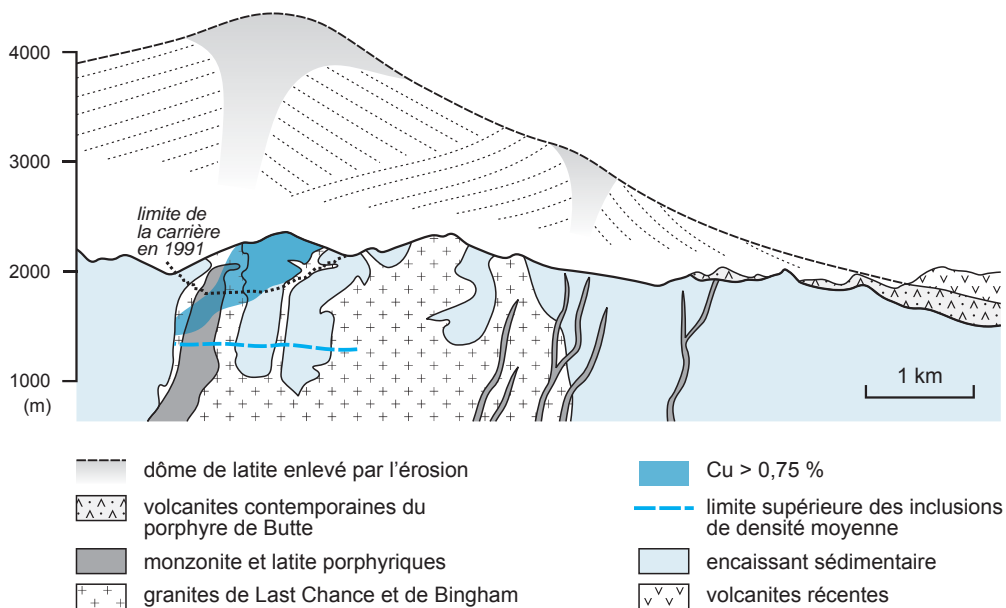 4000
3000
2000
1000
(m)
limite de
la carrière
en 1991
1 km
dôme de latite enlevé par l'érosion
volcanites contemporaines du
porphyre de Butte
monzonite et latite porphyriques
granites de Last Chance et de Bingham
Cu > 0,75 %
limite supérieure des inclusions
de densité moyenne
encaissant sédimentaire
volcanites récentes